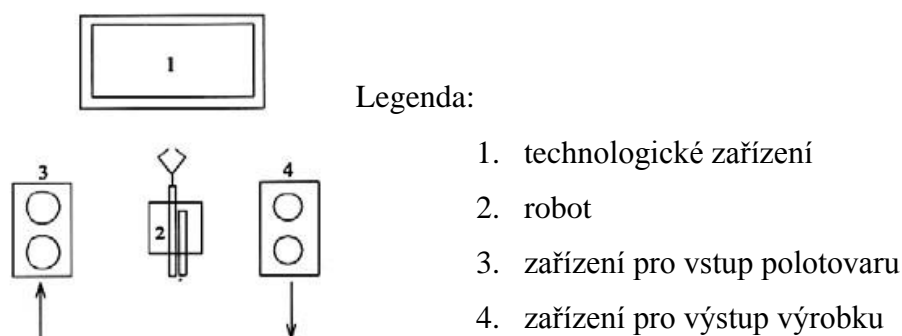 1
Legenda:
1. technologické zařízení
2. robot
3. zařízení pro vstup polotovaru
4. zařízení pro výstup výrobku
3
4
2